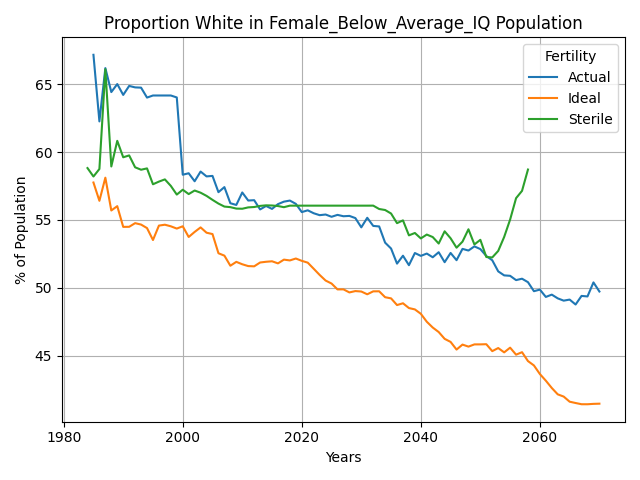 Proportion White in Female_Below_Average_IQ Population
Fertility
Actual
Ideal
Sterile
% of Population
65
60
55
50
45
1980
2000
2020
2040
2060
Years